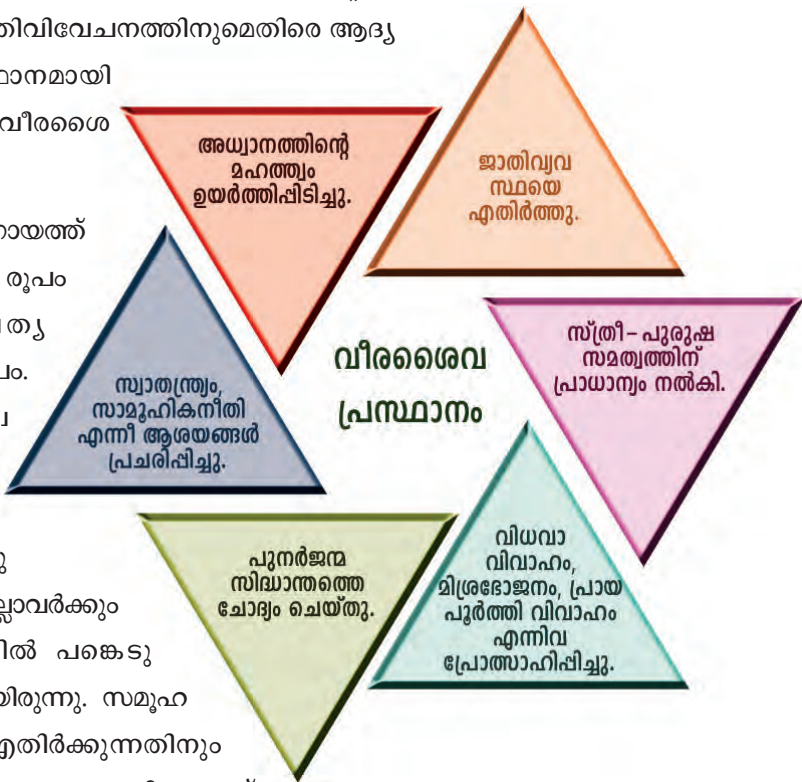 തിവിവേചനത്തിനുമെതിരെ ആദ്യ
ഥാനമായി
വീരശൈ
നായത്ത്
രൂപം
ത്യ
പം.
ല്ലാവർക്കും
ിൽ പങ്കെടു
യിരുന്നു. സമൂഹ
എതിർക്കുന്നതിനും
അധ്വാനത്തിന്റെ
മഹത്ത്വം
ഉയർത്തിപ്പിടിച്ചു.
ജാതിവ്യവ
സ്ഥയെ
എതിർത്തു.
സ്വാതന്ത്ര്യം,
സാമൂഹികനീതി
എന്നീ ആശയങ്ങൾ
പ്രചരിപ്പിച്ചു.
വീരശൈവ
പ്രസ്ഥാനം
സ്ത്രീ-പുരുഷ
സമത്വത്തിന്
പ്രാധാന്യം നൽകി.
പുനർജന്മ
സിദ്ധാന്തത്തെ
ചോദ്യം ചെയ്തു.
വിധവാ
വിവാഹം,
മിശ്രഭോജനം, പ്രായ
പൂർത്തി വിവാഹം
എന്നിവ
പ്രോത്സാഹിപ്പിച്ചു.